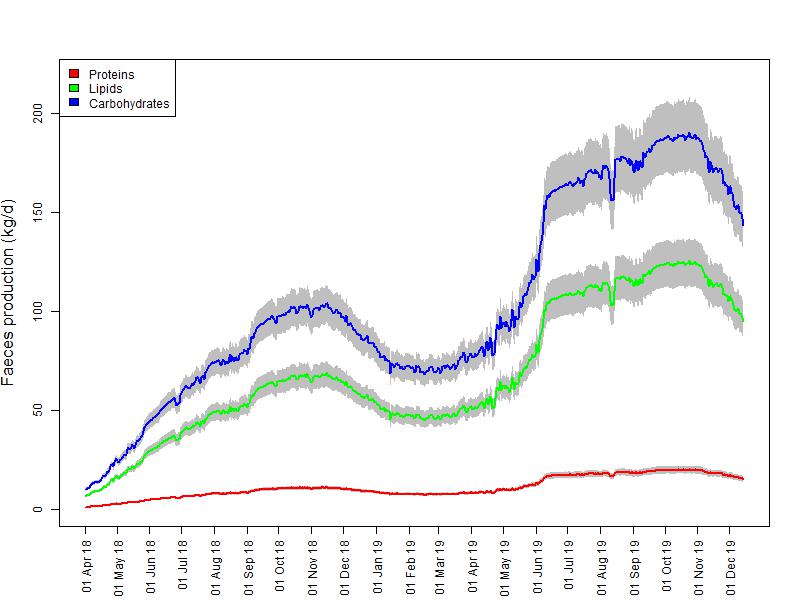 Proteins
Lipids
Carbohydrates
Faeces production (kg/d)
200
150
100
50
0
01 Apr 18
01 May 18
01 Jun 18
01 Jul 18
01 Aug 18
01 Sep 18
01 Oct 18
01 Nov 18
01 Dec 18
01 Jan 19
01 Feb 19
01 Mar 19
01 Apr 19
01 May 19
01 Jun 19
01 Jul 19
01 Aug 19
01 Sep 19
01 Oct 19
01 Nov 19
01 Dec 19